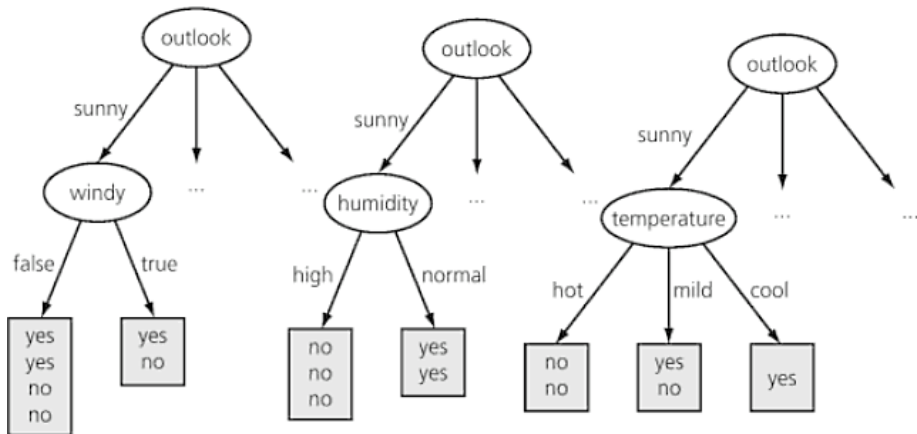 outlook
sunny
windy
...
...
false
true
yes
yes
no
no
yes
no
outlook
sunny
humidity
...
...
high
normal
no
no
no
yes
yes
outlook
sunny
temperature
...
...
hot
mild
cool
no
no
yes
no
yes